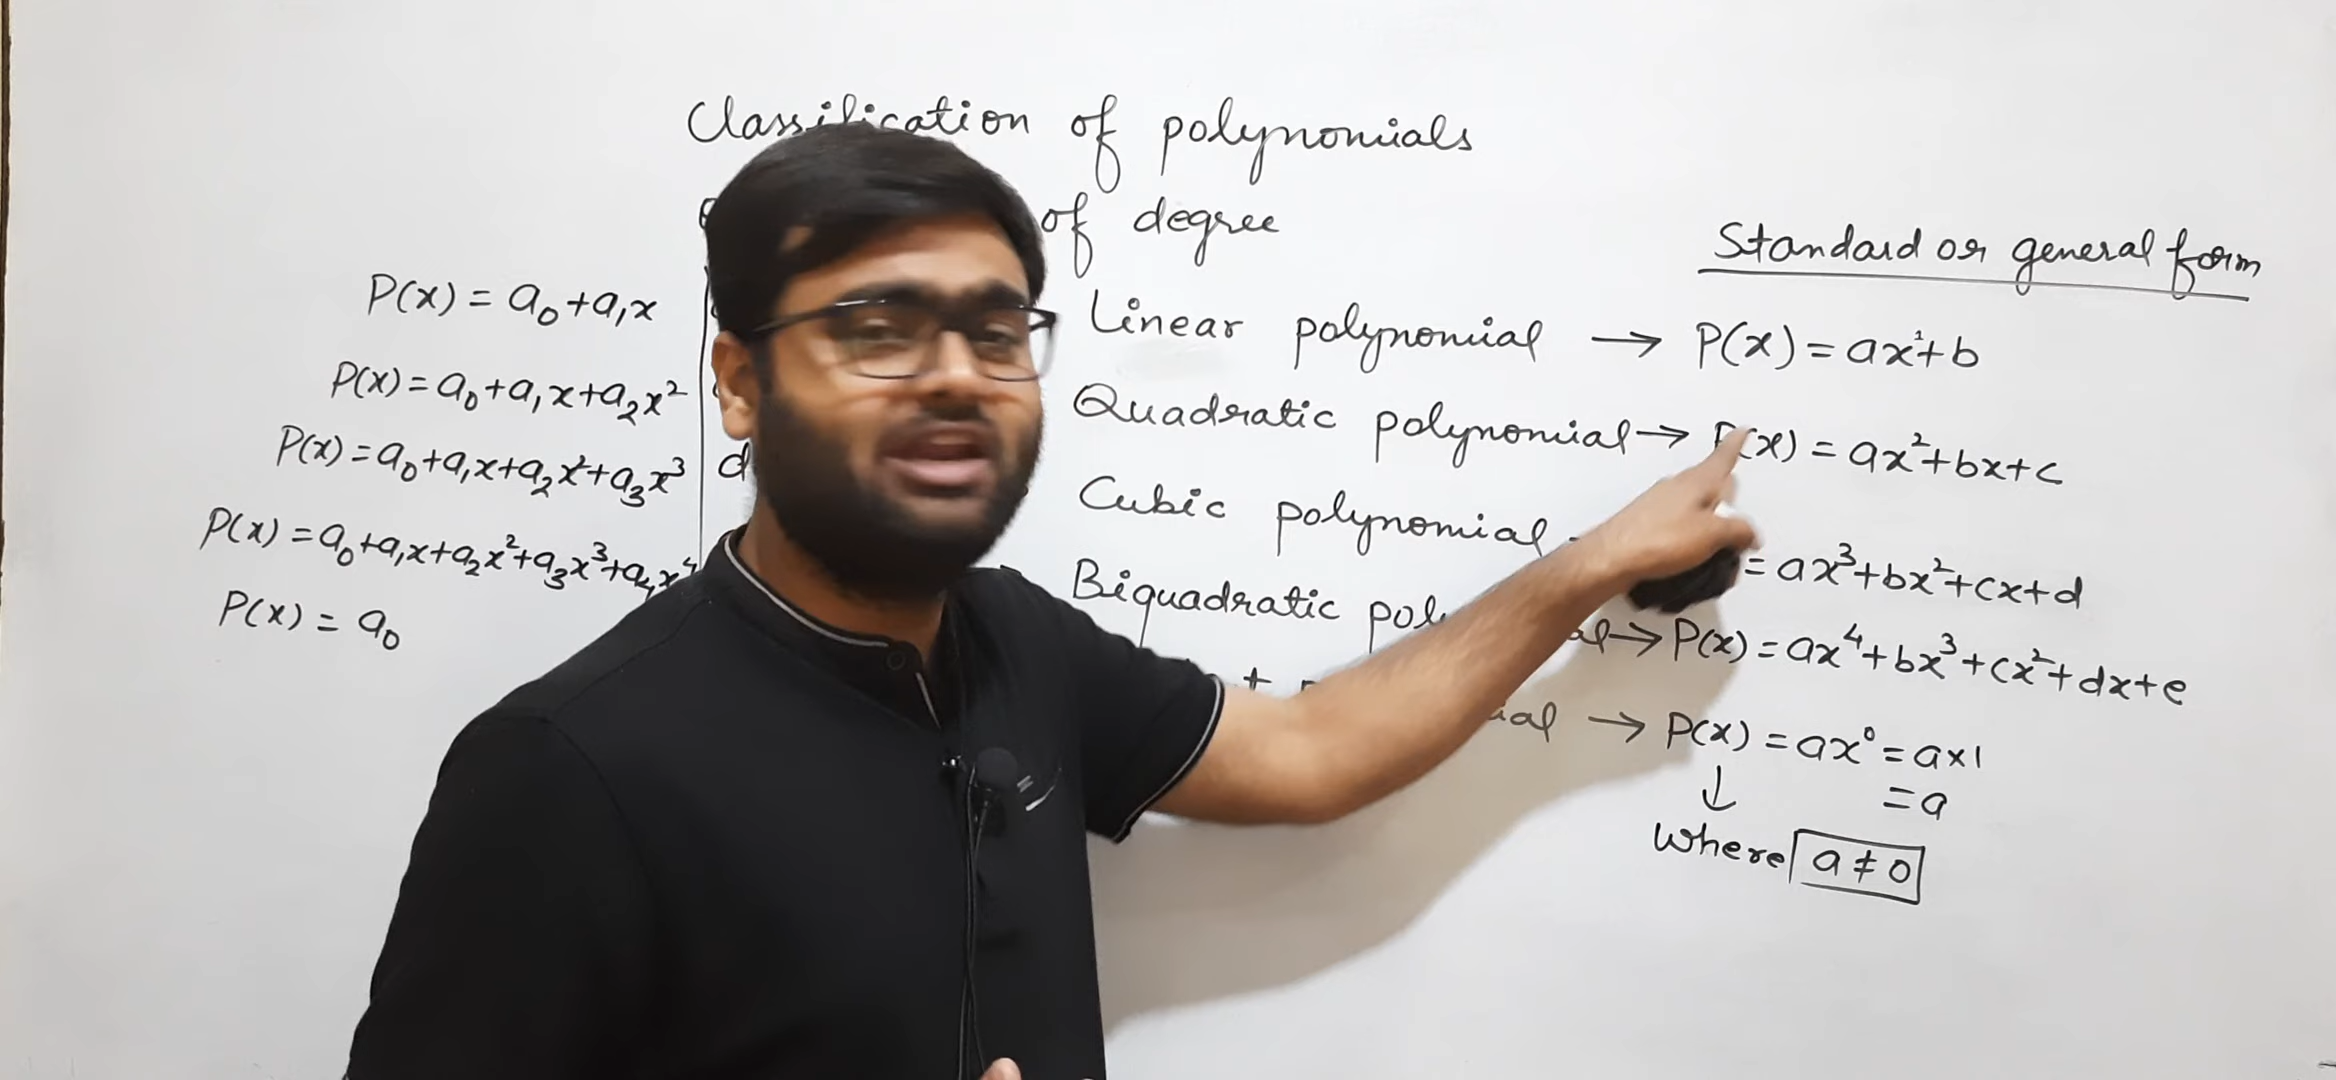 Classification of polynomials
of degree
Standard or general form
P(x) = a₀+a₁x
Linear polynomial → P(x) = ax¹+b
P(x) = a₀+a₁x+a₂x²
Quadratic polynomial → P(x) = ax²+bx+c
P(x) = a₀+a₁x+a₂x²+a₃x³
d
Cubic polynomial = ax³+bx²+cx+d
P(x) = a₀+a₁x+a₂x²+a₃x³+a₄x⁴
Biquadratic → P(x) = ax⁴+bx³+cx²+dx+e
P(x) = a₀
→ P(x) = ax⁰ = a×1
↓ = a
Where a ≠ 0